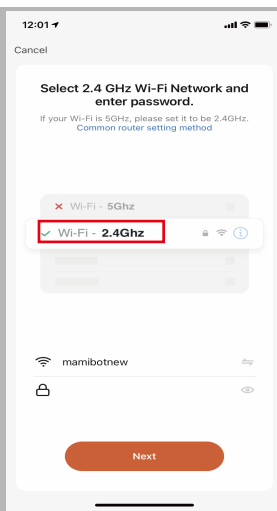 12:01
Cancel
Select 2.4 GHz Wi-Fi Network and
enter password.
If your Wi-Fi is 5GHz, please set it to be 2.4GHz.
Common router setting method
Wi-Fi - 5Ghz
Wi-Fi - 2.4Ghz
mamibotnew
Next